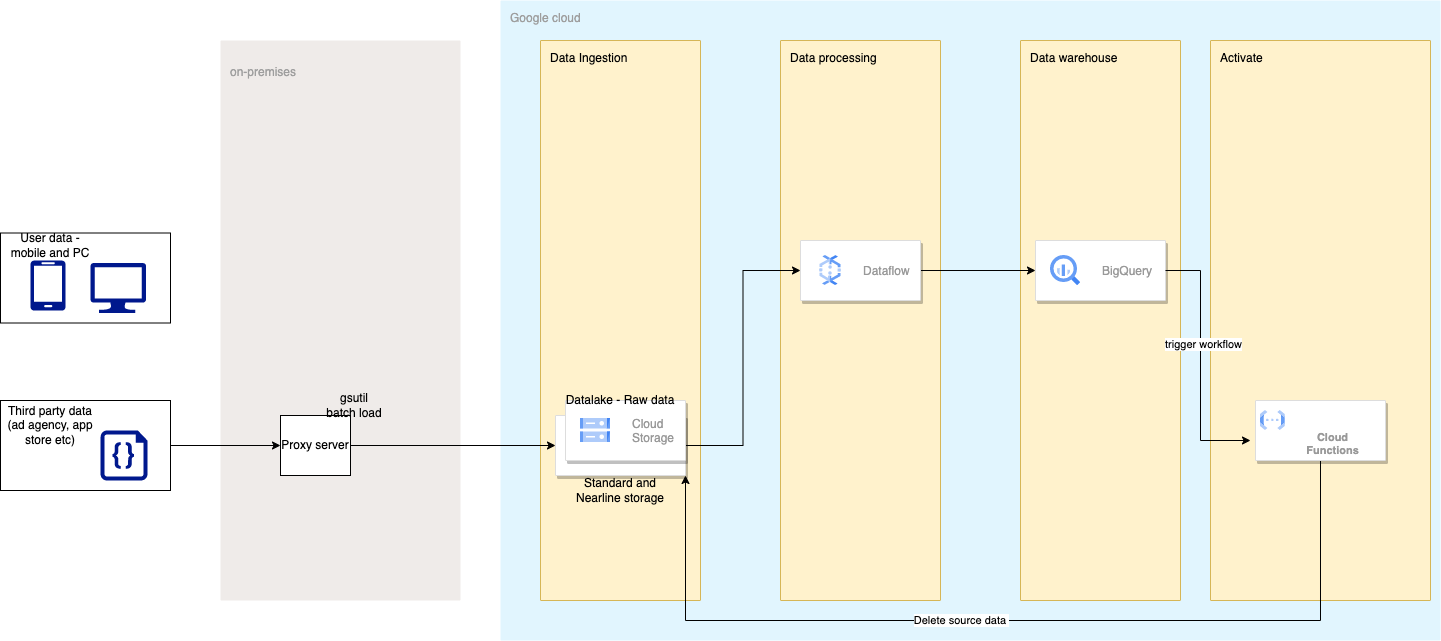 Google cloud
on-premises
Data Ingestion
Data processing
Data warehouse
Activate
User data -
mobile and PC
Dataflow
BigQuery
trigger workflow
Third party data
(ad agency, app
store etc)
gsutil
batch load
Proxy server
Datalake - Raw data
Cloud
Storage
Standard and
Nearline storage
Cloud
Functions
Delete source data